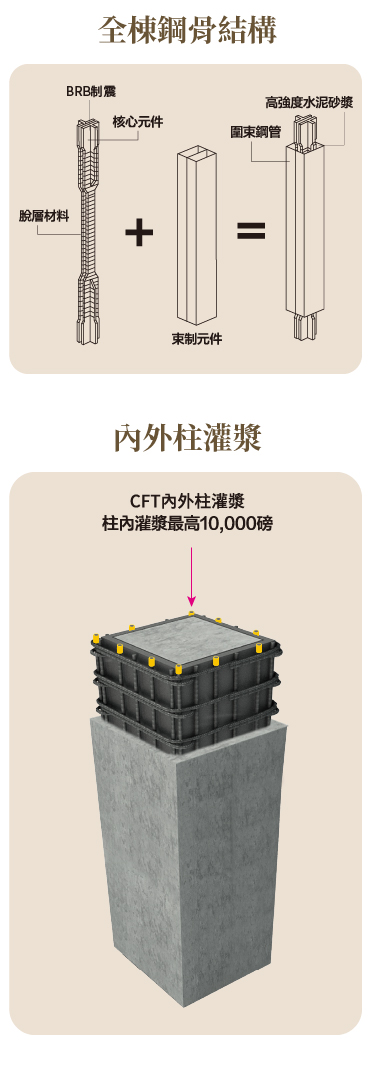 全棟鋼骨結構
BRB制震
核心元件
脫層材料
+
束制元件
=
高強度水泥砂漿
圍束鋼管
內外柱灌漿
CFT內外柱灌漿
柱內灌漿最高10,000磅